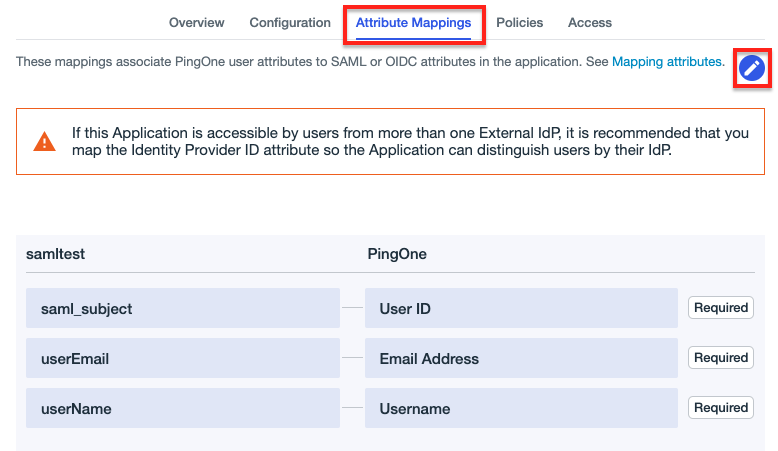 Overview Configuration Attribute Mappings Policies Access
These mappings associate PingOne user attributes to SAML or OIDC attributes in the application. See Mapping attributes.
If this Application is accessible by users from more than one External IdP, it is recommended that you
map the Identity Provider ID attribute so the Application can distinguish users by their IdP.
samltest PingOne
saml_subject User ID Required
userEmail Email Address Required
userName Username Required